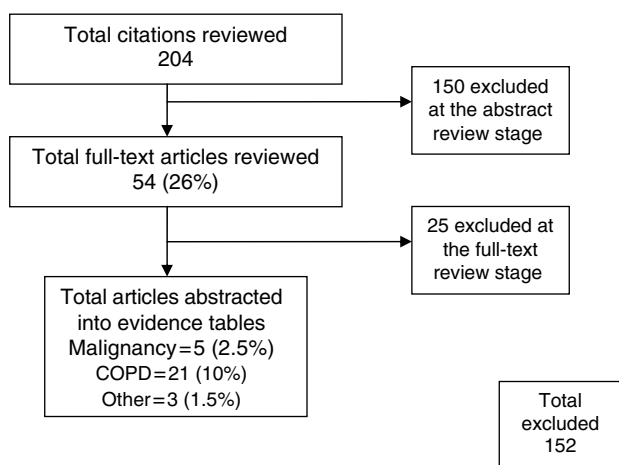 Total citations reviewed
204
150 excluded
at the abstract
review stage
Total full-text articles reviewed
54 (26%)
25 excluded at
the full-text
review stage
Total articles abstracted
into evidence tables
Malignancy=5 (2.5%)
COPD=21 (10%)
Other=3 (1.5%)
Total
excluded
152